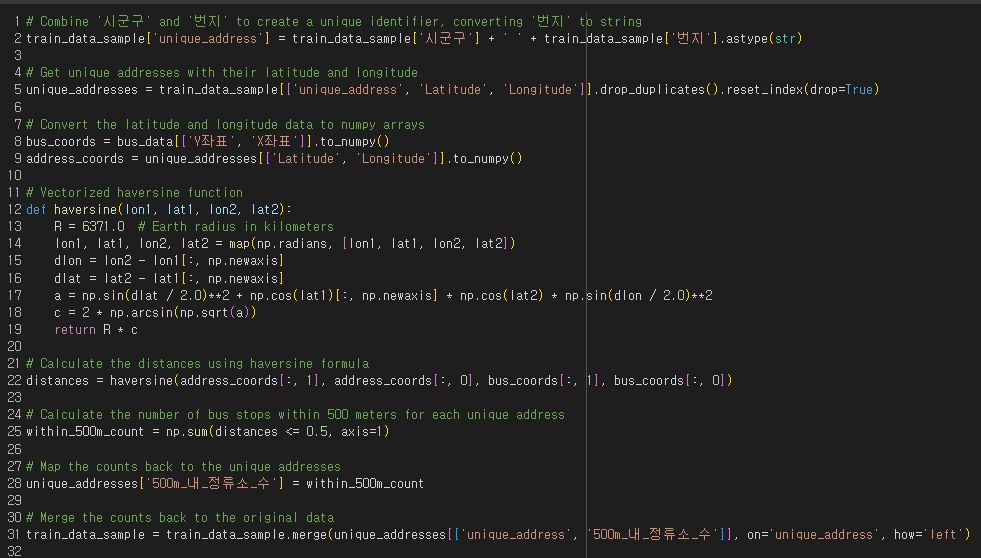 1 # Combine '시군구' and '번지' to create a unique identifier, converting '번지' to string
2 train_data_sample['unique_address'] = train_data_sample['시군구'] + ' ' + train_data_sample['번지'].astype(str)
3
4 # Get unique addresses with their latitude and longitude
5 unique_addresses = train_data_sample[['unique_address', 'Latitude', 'Longitude']].drop_duplicates().reset_index(drop=True)
6
7 # Convert the latitude and longitude data to numpy arrays
8 bus_coords = bus_data[['Y좌표', 'X좌표']].to_numpy()
9 address_coords = unique_addresses[['Latitude', 'Longitude']].to_numpy()
10
11 # Vectorized haversine function
12 def haversine(lon1, lat1, lon2, lat2):
13     R = 6371.0  # Earth radius in kilometers
14     lon1, lat1, lon2, lat2 = map(np.radians, [lon1, lat1, lon2, lat2])
15     dlon = lon2 - lon1[:, np.newaxis]
16     dlat = lat2 - lat1[:, np.newaxis]
17     a = np.sin(dlat / 2.0)**2 + np.cos(lat1)[:, np.newaxis] * np.cos(lat2) * np.sin(dlon / 2.0)**2
18     c = 2 * np.arcsin(np.sqrt(a))
19     return R * c
20
21 # Calculate the distances using haversine formula
22 distances = haversine(address_coords[:, 1], address_coords[:, 0], bus_coords[:, 1], bus_coords[:, 0])
23
24 # Calculate the number of bus stops within 500 meters for each unique address
25 within_500m_count = np.sum(distances <= 0.5, axis=1)
26
27 # Map the counts back to the unique addresses
28 unique_addresses['500m_내_정류소_수'] = within_500m_count
29
30 # Merge the counts back to the original data
31 train_data_sample = train_data_sample.merge(unique_addresses[['unique_address', '500m_내_정류소_수']], on='unique_address', how='left')
32